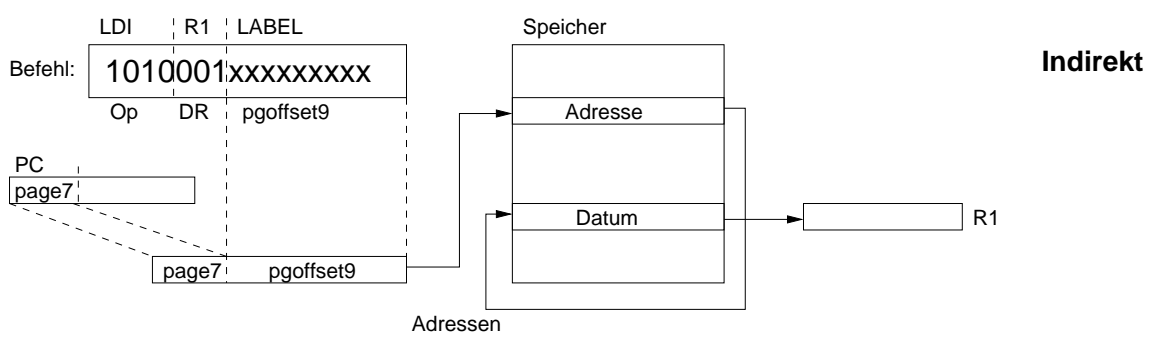 LDI R1 LABEL
Speicher
Indirekt
Befehl: 1010001xxxxxxxxx
Op DR pgoffset9
Adresse
PC
page7
Datum
R1
page7 pgoffset9
Adressen